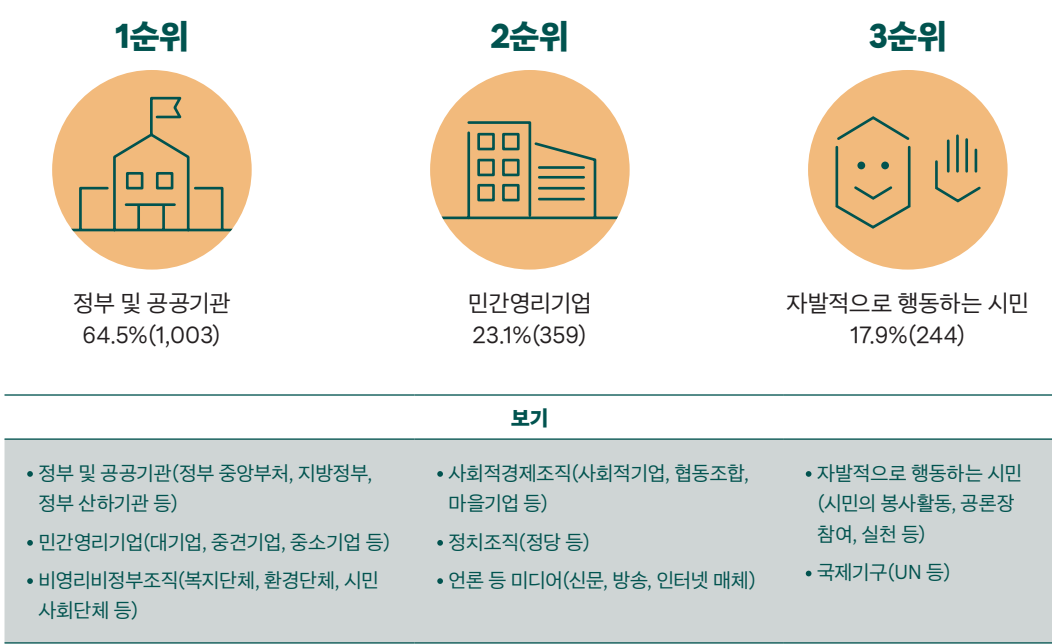 1순위
2순위
3순위
정부 및 공공기관
64.5%(1,003)
민간영리기업
23.1%(359)
자발적으로 행동하는 시민
17.9%(244)
보기
• 정부 및 공공기관(정부 중앙부처, 지방정부,
정부 산하기관 등)
• 민간영리기업(대기업, 중견기업, 중소기업 등)
• 비영리비정부조직(복지단체, 환경단체, 시민
사회단체 등)
• 사회적경제조직(사회적기업, 협동조합,
마을기업 등)
• 정치조직(정당 등)
• 언론 등 미디어(신문, 방송, 인터넷 매체)
• 자발적으로 행동하는 시민
(시민의 봉사활동, 공론장
참여, 실천 등)
• 국제기구(UN 등)